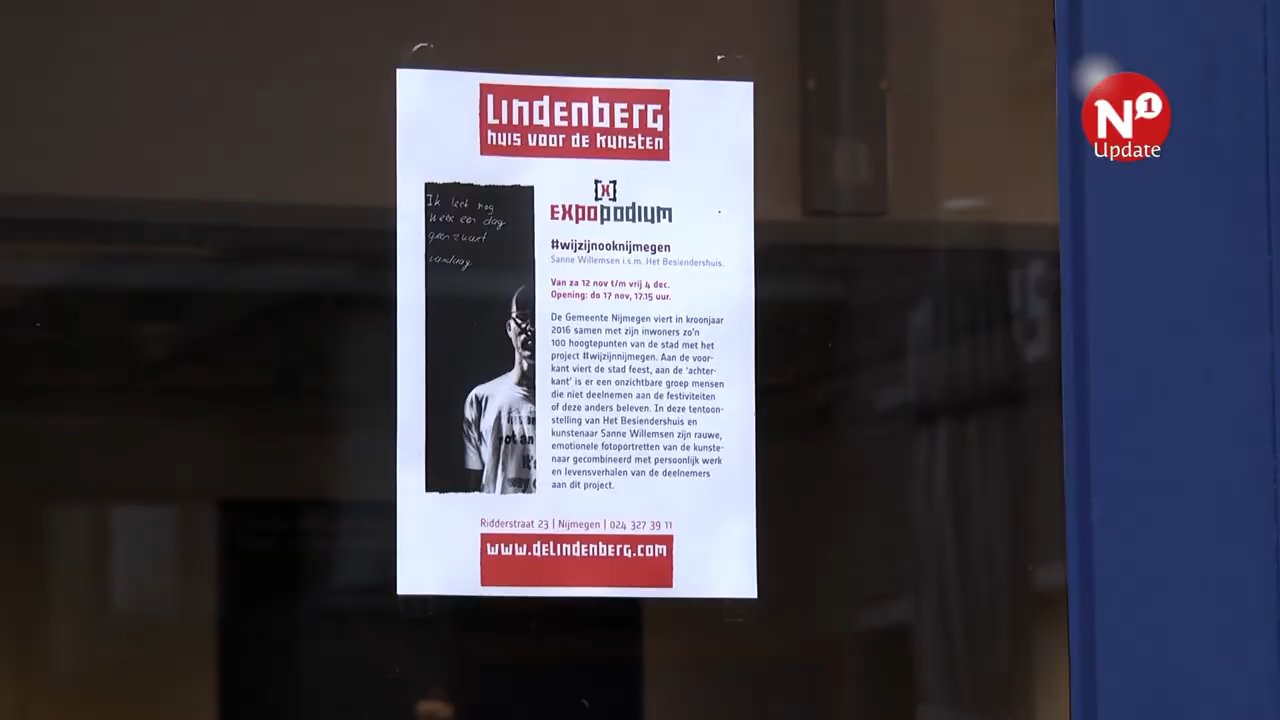 Lindenberg
huis voor de kunsten
N1
Update
Ik leef nog
weer een dag
geen zwart
vandaag
[x]
expopodium
#wijzijnooknijmegen
Sanne Willemsen i.s.m. Het Besiendershuis.
Van za 12 nov t/m vrij 4 dec.
Opening: do 17 nov, 17.15 uur.
De Gemeente Nijmegen viert in kroonjaar
2016 samen met zijn inwoners zo'n
100 hoogtepunten van de stad met het
project #wijzijnnijmegen. Aan de voor-
kant viert de stad feest, aan de 'achter-
kant' is er een onzichtbare groep mensen
die niet deelnemen aan de festiviteiten
of deze anders beleven. In deze tentoon-
stelling van Het Besiendershuis en
kunstenaar Sanne Willemsen zijn rauwe,
emotionele fotoportretten van de kunste-
naar gecombineerd met persoonlijk werk
en levensverhalen van de deelnemers
aan dit project.
Ridderstraat 23 | Nijmegen | 024 327 39 11
www.delindenberg.com